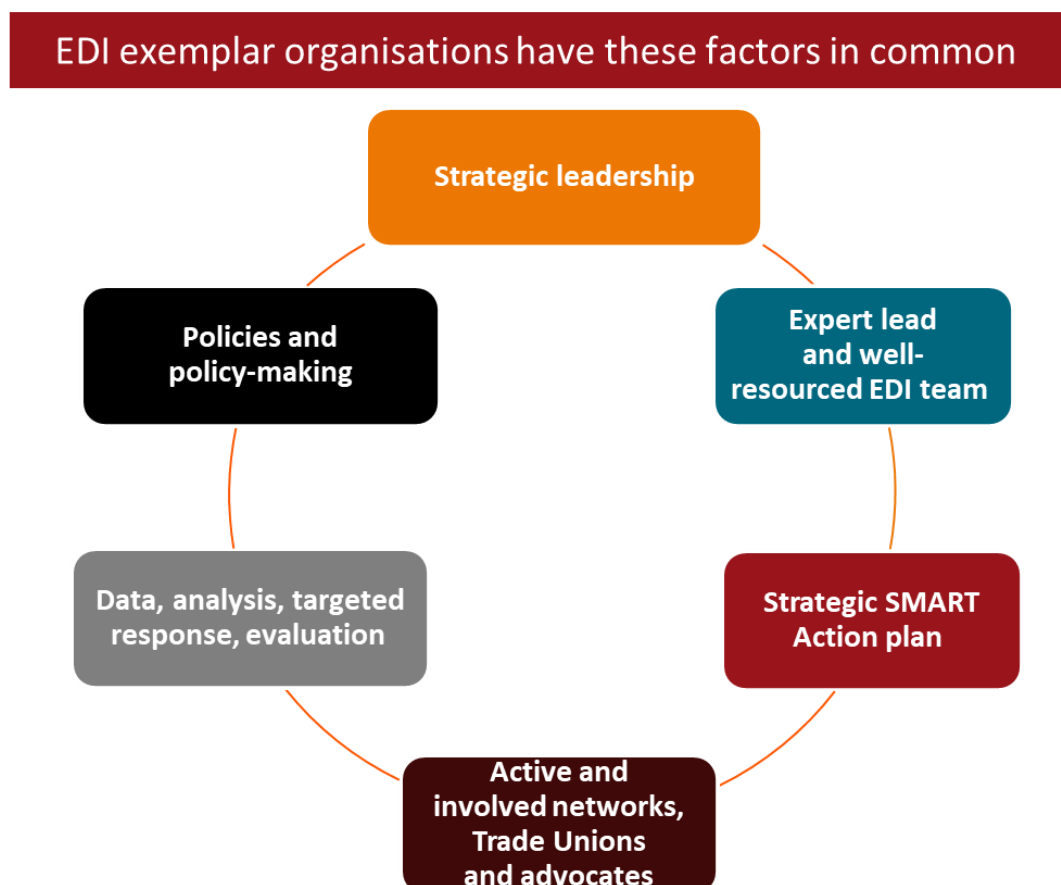 EDI exemplar organisations have these factors in common
Strategic leadership
Policies and
policy-making
Expert lead
and well-
resourced EDI team
Data, analysis, targeted
response, evaluation
Strategic SMART
Action plan
Active and
involved networks,
Trade Unions
and advocates